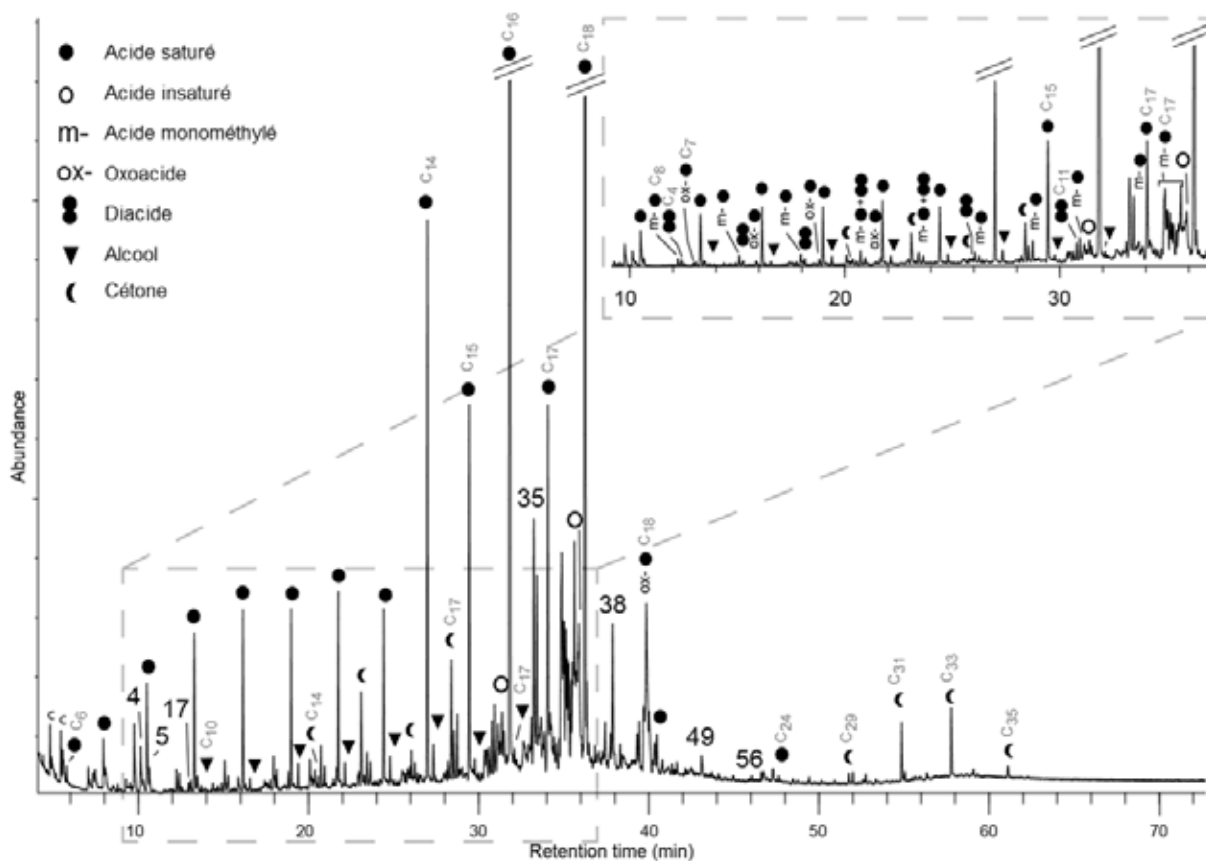 Acide saturé
Acide insaturé
m- Acide monométhylé
ox- Oxoacide
Diacide
Alcool
Cétone
C16
C18
C14
C15
C17
35
C17
C18
ox-
38
4
5
17
C6
c
c
C10
C14
C17
49
56
C24
C29
C31
C33
C35
C8
m-
C4
C7
ox-
m-
ox-
m-
ox-
m- +
ox-
m- +
m-
m-
C15
C11
m-
m-
C17
C17
m-
10 20 30
Abundance
10 20 30 40 50 60 70
Retention time (min)